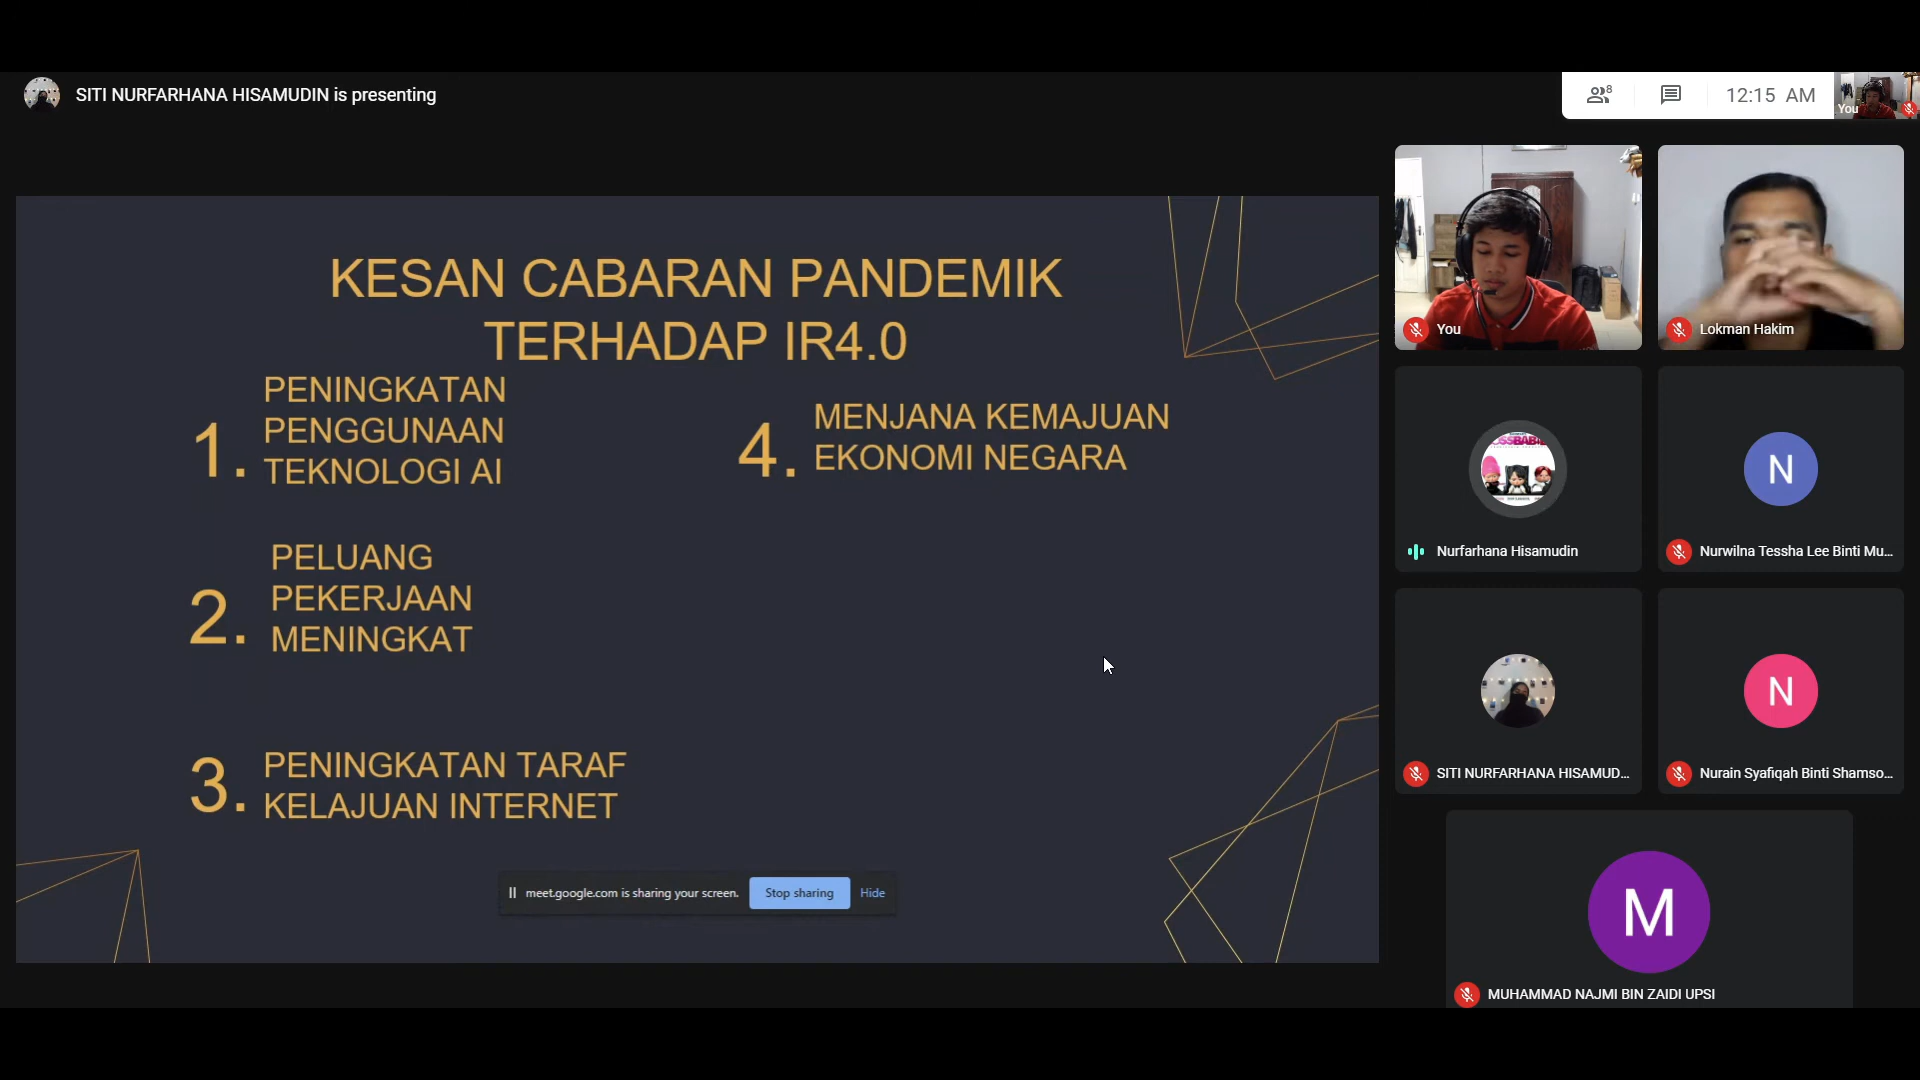 SITI NURFARHANA HISAMUDIN is presenting
8
12:15 AM
You
KESAN CABARAN PANDEMIK
TERHADAP IR4.0
1.
PENINGKATAN
PENGGUNAAN
TEKNOLOGI AI
2.
PELUANG
PEKERJAAN
MENINGKAT
3.
PENINGKATAN TARAF
KELAJUAN INTERNET
4.
MENJANA KEMAJUAN
EKONOMI NEGARA
meet.google.com is sharing your screen.
Stop sharing
Hide
You
Lokman Hakim
Nurfarhana Hisamudin
N
Nurwilna Tessha Lee Binti Mu...
SITI NURFARHANA HISAMUD...
N
Nurain Syafiqah Binti Shamso...
M
MUHAMMAD NAJMI BIN ZAIDI UPSI